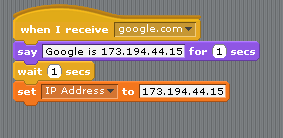 when I receive google.com
say Google is 173.194.44.15 for 1 secs
wait 1 secs
set IP Address to 173.194.44.15